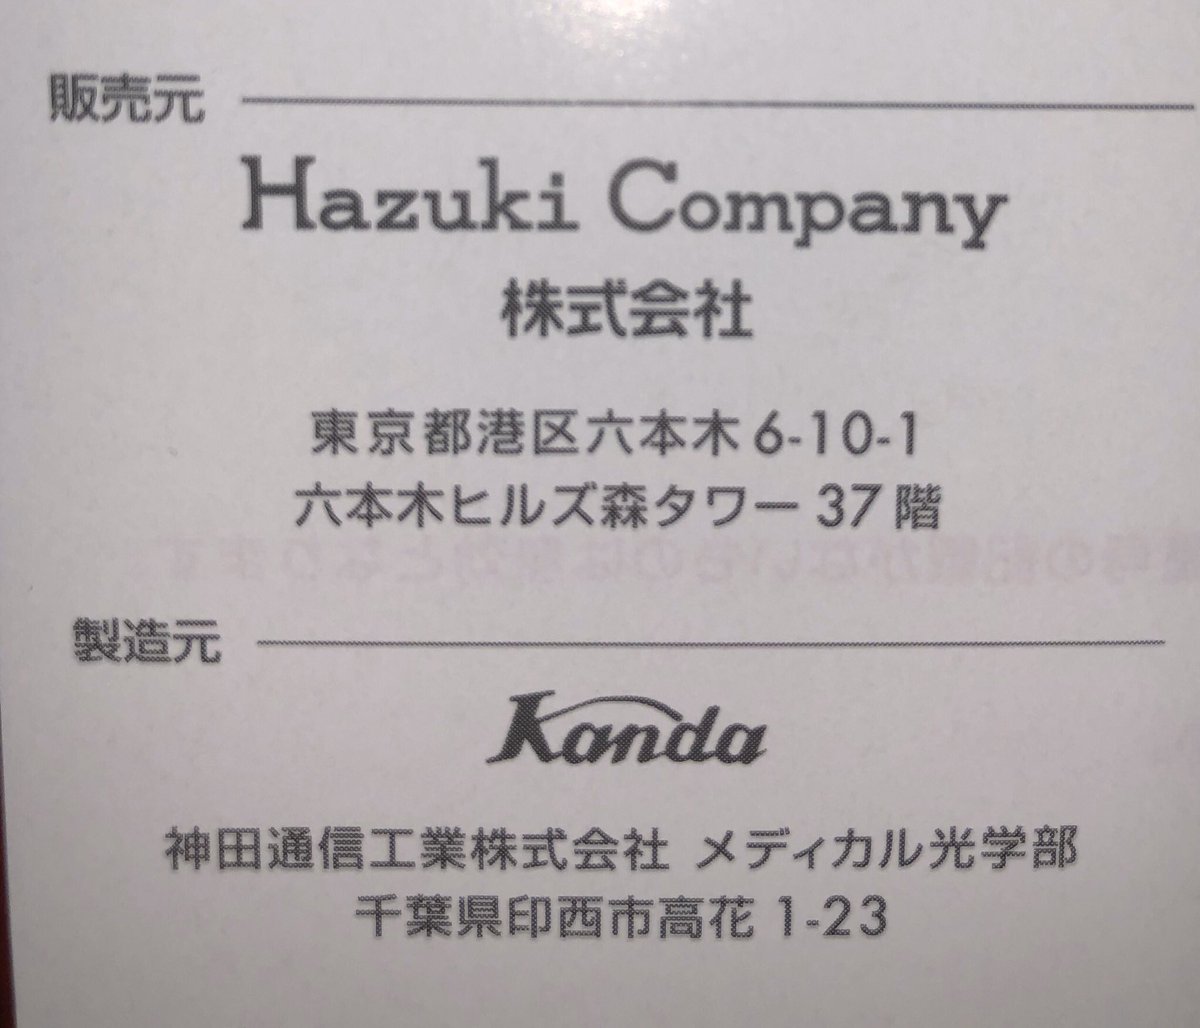 販売元
Hazuki Company
株式会社
東京都港区六本木6-10-1
六本木ヒルズ森タワー37階
製造元
Kanda
神田通信工業株式会社 メディカル光学部
千葉県印西市高花1-23